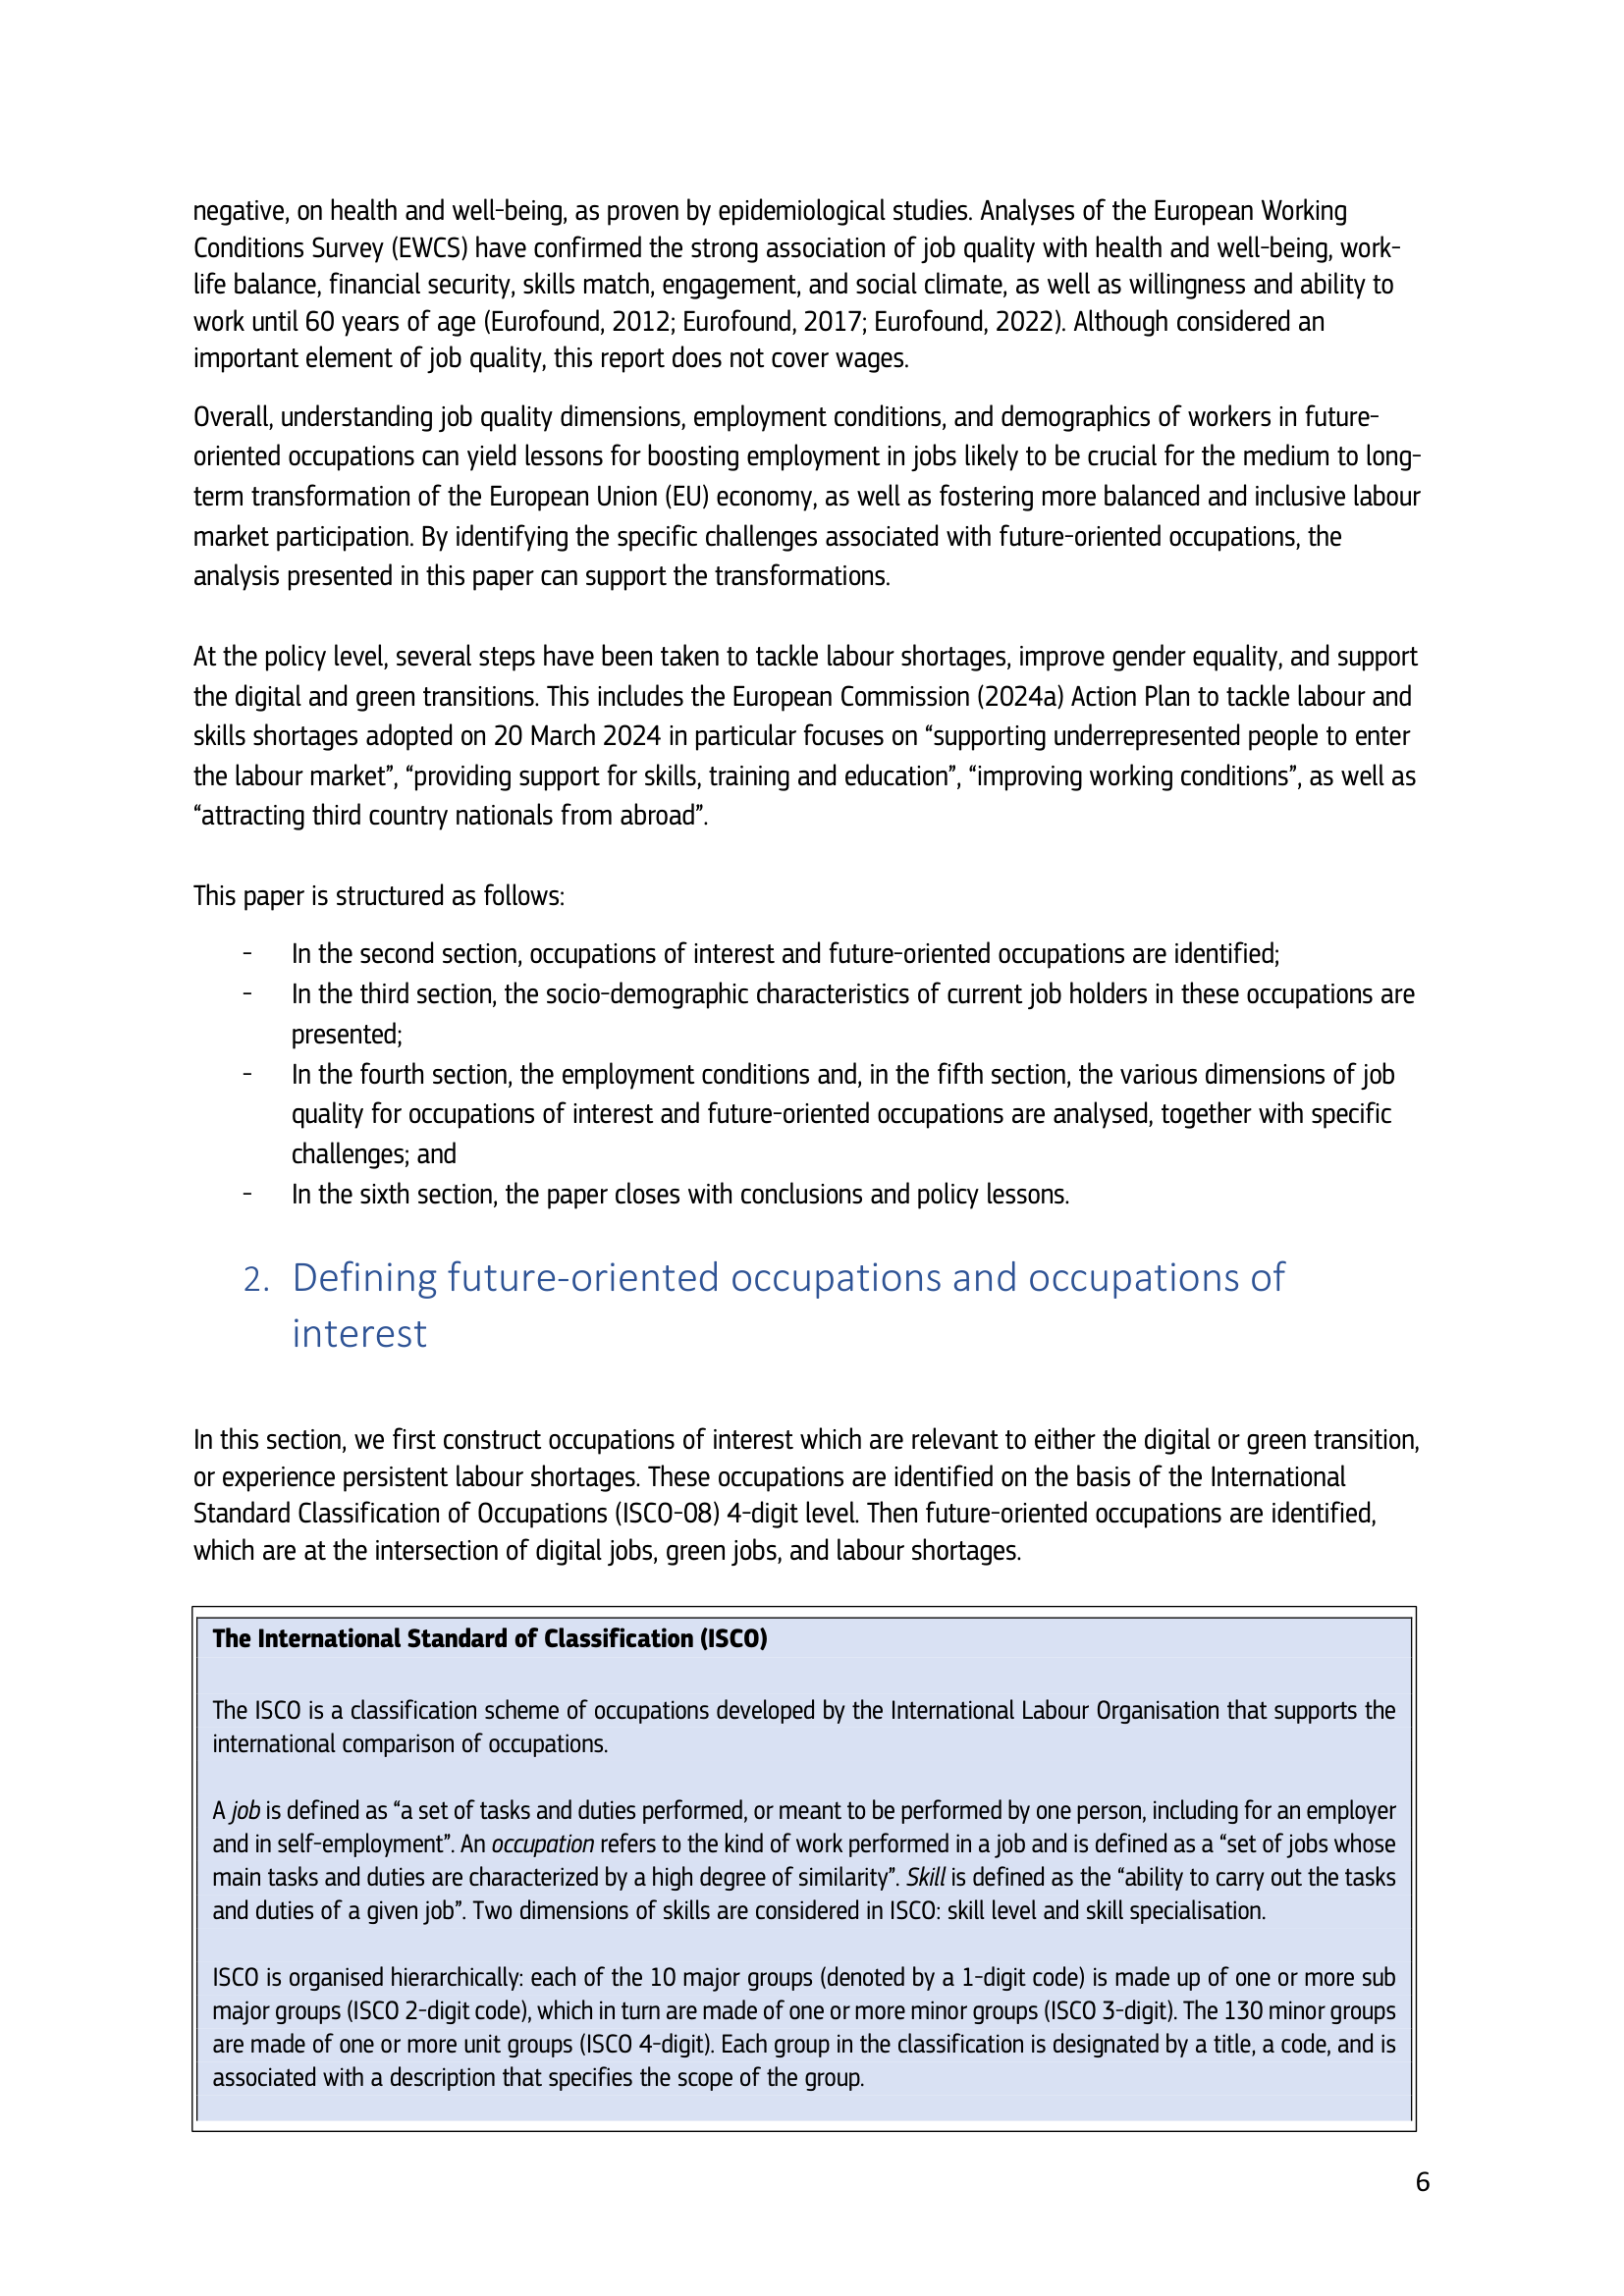 negative, on health and well-being, as proven by epidemiological studies. Analyses of the European Working
Conditions Survey (EWCS) have confirmed the strong association of job quality with health and well-being, work-
life balance, financial security, skills match, engagement, and social climate, as well as willingness and ability to
work until 60 years of age (Eurofound, 2012; Eurofound, 2017; Eurofound, 2022). Although considered an
important element of job quality, this report does not cover wages.
Overall, understanding job quality dimensions, employment conditions, and demographics of workers in future-
oriented occupations can yield lessons for boosting employment in jobs likely to be crucial for the medium to long-
term transformation of the European Union (EU) economy, as well as fostering more balanced and inclusive labour
market participation. By identifying the specific challenges associated with future-oriented occupations, the
analysis presented in this paper can support the transformations.
At the policy level, several steps have been taken to tackle labour shortages, improve gender equality, and support
the digital and green transitions. This includes the European Commission (2024a) Action Plan to tackle labour and
skills shortages adopted on 20 March 2024 in particular focuses on “supporting underrepresented people to enter
the labour market”, “providing support for skills, training and education”, “improving working conditions”, as well as
“attracting third country nationals from abroad”.
This paper is structured as follows:
- In the second section, occupations of interest and future-oriented occupations are identified;
- In the third section, the socio-demographic characteristics of current job holders in these occupations are
presented;
- In the fourth section, the employment conditions and, in the fifth section, the various dimensions of job
quality for occupations of interest and future-oriented occupations are analysed, together with specific
challenges; and
- In the sixth section, the paper closes with conclusions and policy lessons.
2. Defining future-oriented occupations and occupations of
interest
In this section, we first construct occupations of interest which are relevant to either the digital or green transition,
or experience persistent labour shortages. These occupations are identified on the basis of the International
Standard Classification of Occupations (ISCO-08) 4-digit level. Then future-oriented occupations are identified,
which are at the intersection of digital jobs, green jobs, and labour shortages.
The International Standard of Classification (ISCO)
The ISCO is a classification scheme of occupations developed by the International Labour Organisation that supports the
international comparison of occupations.
A job is defined as “a set of tasks and duties performed, or meant to be performed by one person, including for an employer
and in self-employment”. An occupation refers to the kind of work performed in a job and is defined as a “set of jobs whose
main tasks and duties are characterized by a high degree of similarity”. Skill is defined as the “ability to carry out the tasks
and duties of a given job”. Two dimensions of skills are considered in ISCO: skill level and skill specialisation.
ISCO is organised hierarchically: each of the 10 major groups (denoted by a 1-digit code) is made up of one or more sub
major groups (ISCO 2-digit code), which in turn are made of one or more minor groups (ISCO 3-digit). The 130 minor groups
are made of one or more unit groups (ISCO 4-digit). Each group in the classification is designated by a title, a code, and is
associated with a description that specifies the scope of the group.
6